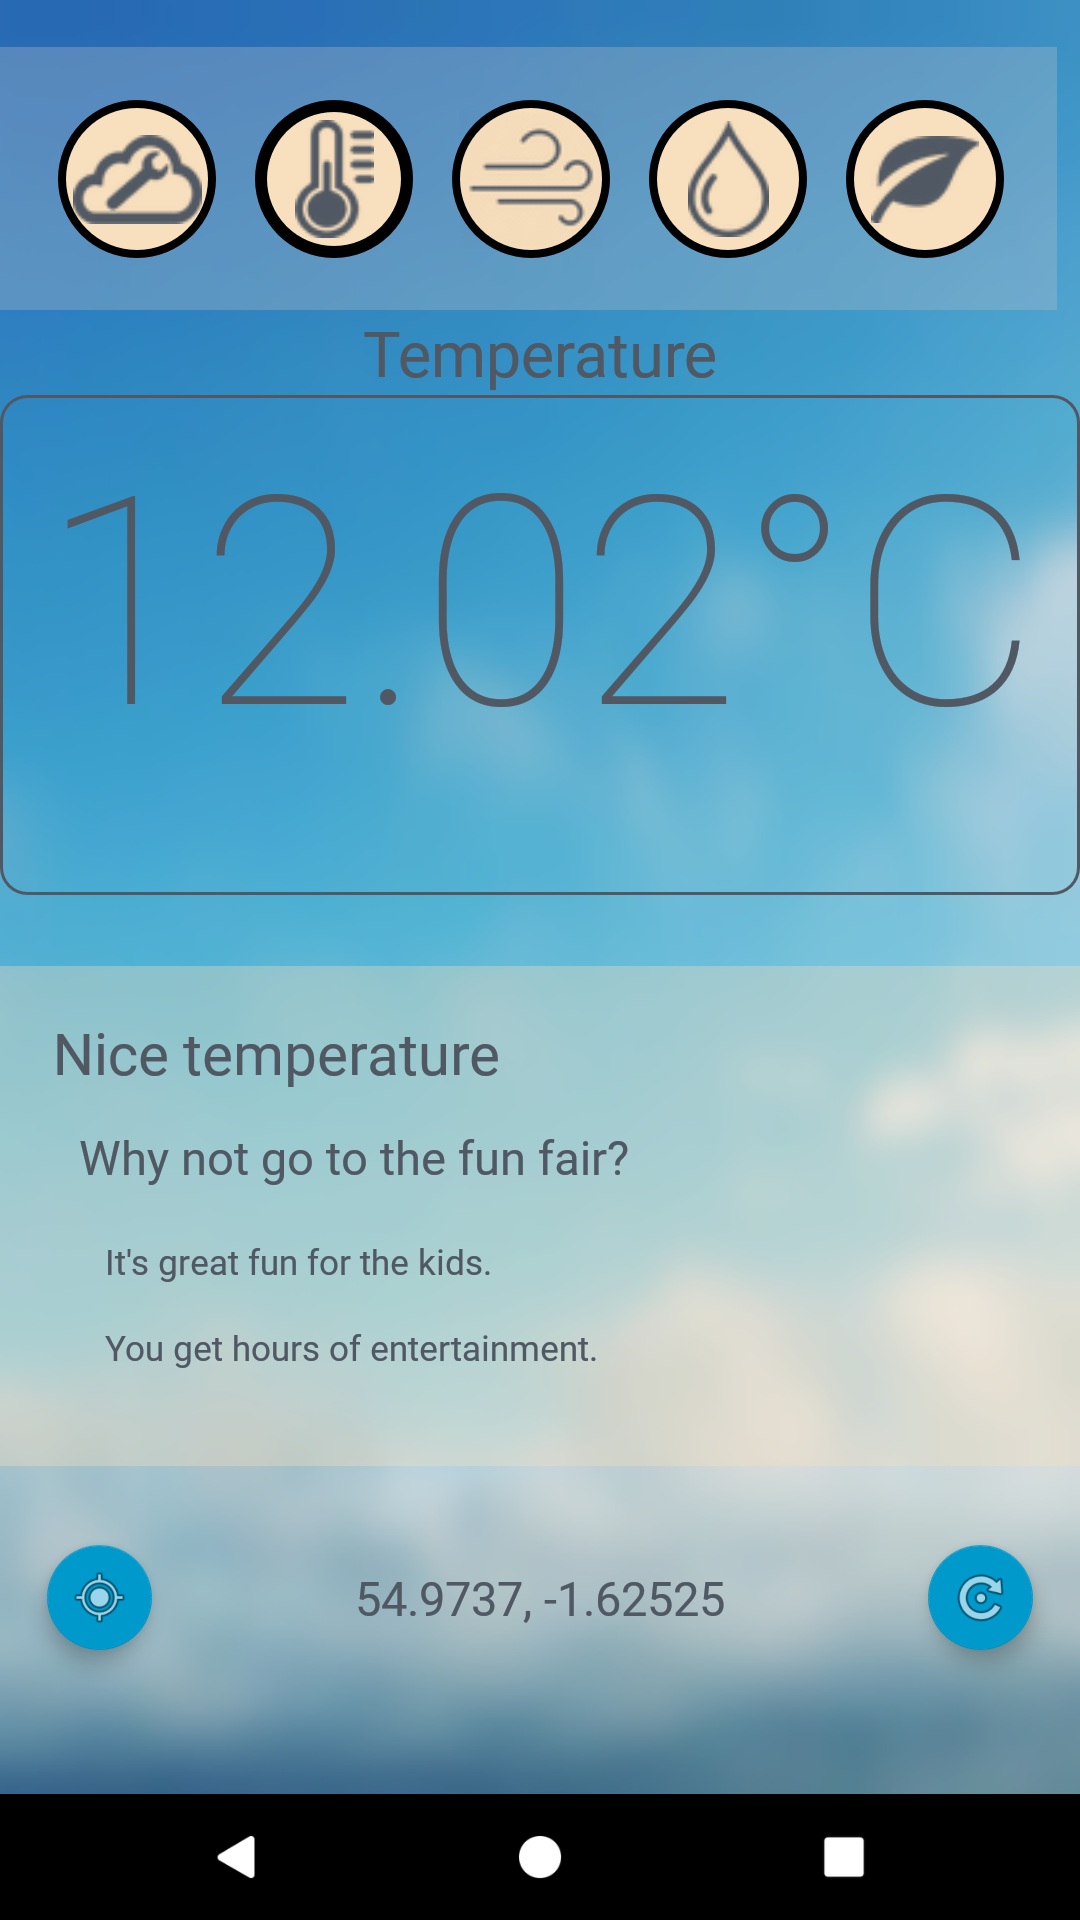 Temperature
12.02°C
Nice temperature
Why not go to the fun fair?
It's great fun for the kids.
You get hours of entertainment.
54.9737, -1.62525